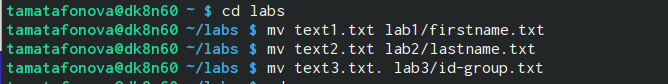 tamatafonova@dk8n60 ~ $ cd labs
tamatafonova@dk8n60 ~/labs $ mv text1.txt lab1/firstname.txt
tamatafonova@dk8n60 ~/labs $ mv text2.txt lab2/lastname.txt
tamatafonova@dk8n60 ~/labs $ mv text3.txt. lab3/id-group.txt